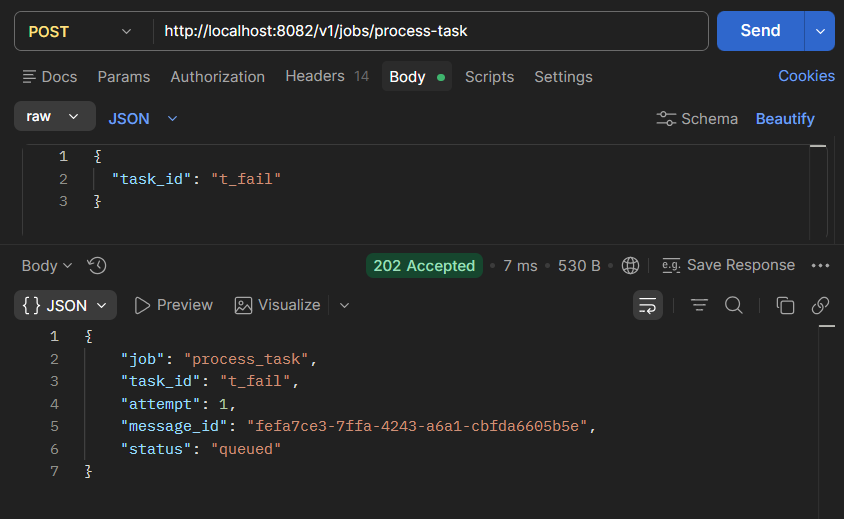 POST http://localhost:8082/v1/jobs/process-task Send
Docs Params Authorization Headers 14 Body Scripts Settings Cookies
raw JSON Schema Beautify
1 {
2 "task_id": "t_fail"
3 }
Body 202 Accepted • 7 ms • 530 B • e.g. Save Response
{} JSON Preview Visualize
1 {
2 "job": "process_task",
3 "task_id": "t_fail",
4 "attempt": 1,
5 "message_id": "fefa7ce3-7ffa-4243-a6a1-cbfda6605b5e",
6 "status": "queued"
7 }